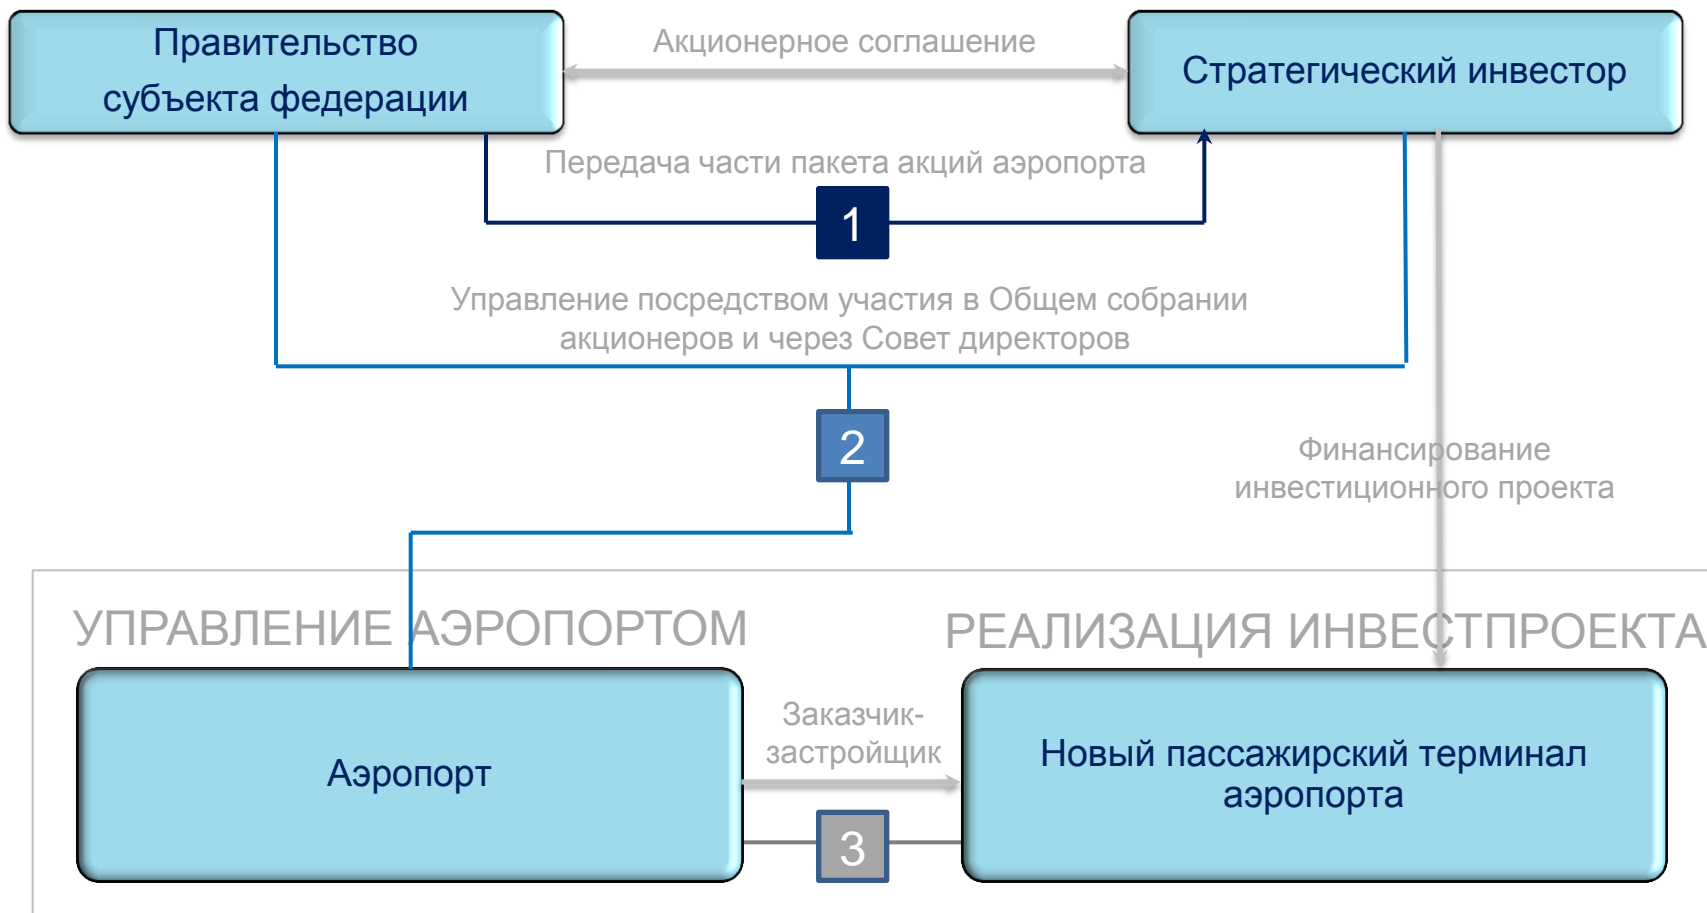 Правительство
субъекта федерации
Акционерное соглашение
Стратегический инвестор
Передача части пакета акций аэропорта
1
Управление посредством участия в Общем собрании
акционеров и через Совет директоров
2
Финансирование
инвестиционного проекта
УПРАВЛЕНИЕ АЭРОПОРТОМ
РЕАЛИЗАЦИЯ ИНВЕСТПРОЕКТА
Аэропорт
Заказчик-
застройщик
Новый пассажирский терминал
аэропорта
3